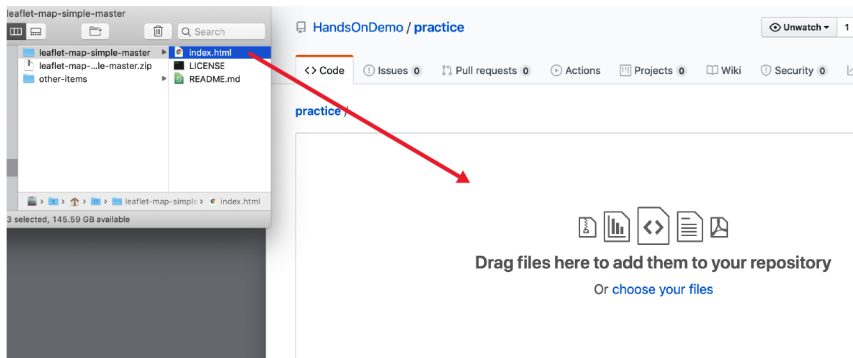 leaflet-map-simple-master
Search
leaflet-map-simple-master
leaflet-map-...le-master.zip
other-items
index.html
LICENSE
README.md
leaflet-map-simple
index.html
3 selected, 145.59 GB available
HandsOnDemo / practice
Unwatch
1
<> Code
Issues 0
Pull requests 0
Actions
Projects 0
Wiki
Security 0
practice /
Drag files here to add them to your repository
Or choose your files